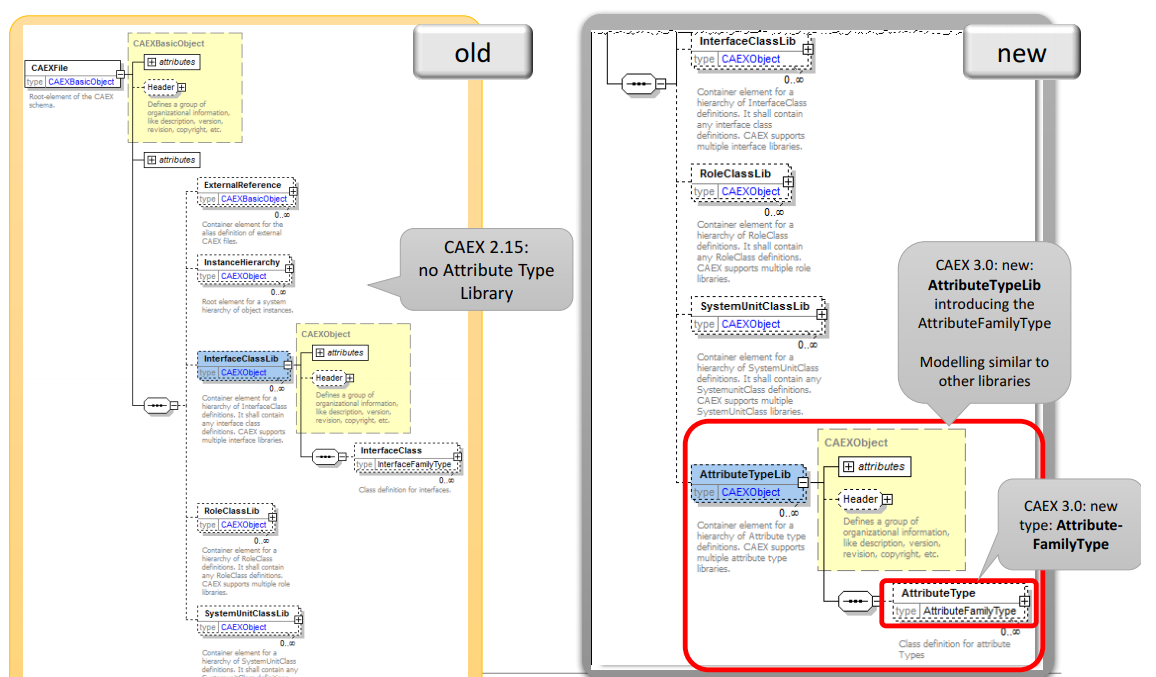 old
CAEXBasicObject
attributes
CAEXFile
type CAEXBasicObject
Root-element of the CAEX
schema.
Header
Defines a group of
organizational information,
like description, version,
revision, copyright, etc.
attributes
ExternalReference
type CAEXBasicObject
0..∞
Container element for the
alias definition of external
CAEX files.
InstanceHierarchy
type CAEXObject
0..∞
Root element for a system
hierarchy of object instances.
CAEX 2.15:
no Attribute Type
Library
CAEXObject
attributes
InterfaceClassLib
type CAEXObject
0..∞
Header
Defines a group of
organizational information,
like description, version,
revision, copyright, etc.
Container element for a
hierarchy of InterfaceClass
definitions. It shall contain
any interface class
definitions. CAEX supports
multiple interface libraries.
InterfaceClass
type InterfaceFamilyType
0..∞
Class definition for interfaces.
RoleClassLib
type CAEXObject
0..∞
Container element for a
hierarchy of RoleClass
definitions. It shall contain
any RoleClass definitions.
CAEX supports multiple role
libraries.
SystemUnitClassLib
type CAEXObject
0..∞
Container element for a
hierarchy of SystemUnitClass
definitions. It shall contain any
new
InterfaceClassLib
type CAEXObject
0..∞
Container element for a
hierarchy of InterfaceClass
definitions. It shall contain
any interface class
definitions. CAEX supports
multiple interface libraries.
RoleClassLib
type CAEXObject
0..∞
Container element for a
hierarchy of RoleClass
definitions. It shall contain
any RoleClass definitions.
CAEX supports multiple role
libraries.
SystemUnitClassLib
type CAEXObject
0..∞
Container element for a
hierarchy of SystemUnitClass
definitions. It shall contain any
SystemunitClass definitions.
CAEX supports multiple
SystemUnitClass libraries.
CAEX 3.0: new:
AttributeTypeLib
introducing the
AttributeFamilyType
Modelling similar to
other libraries
CAEXObject
attributes
AttributeTypeLib
type CAEXObject
0..∞
Header
Defines a group of
organizational information,
like description, version,
revision, copyright, etc.
Container element for a
hierarchy of Attribute type
definitions. CAEX supports
multiple attribute type
libraries.
CAEX 3.0: new
type: Attribute-
FamilyType
AttributeType
type AttributeFamilyType
0..∞
Class definition for attribute
Types